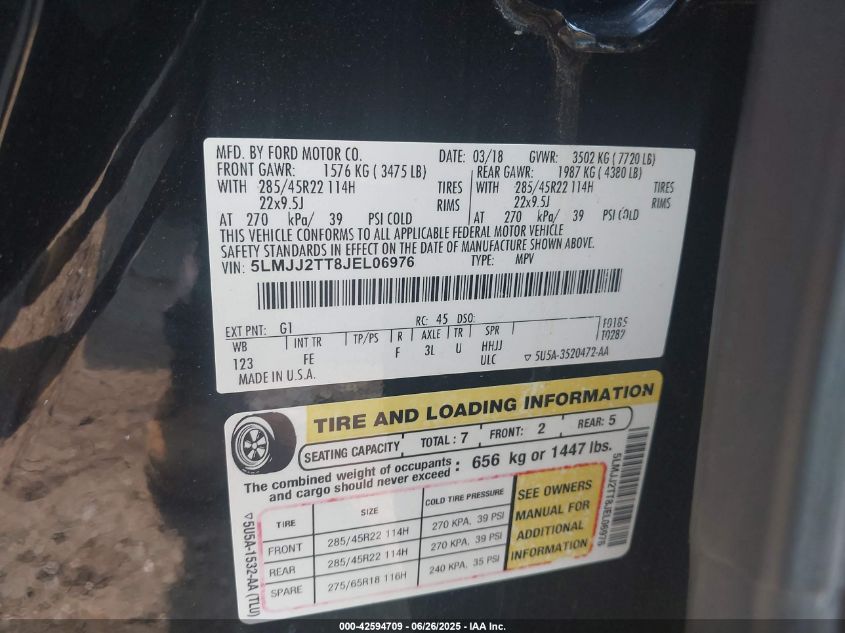 MFD. BY FORD MOTOR CO. DATE: 03/18 GVWR: 3502 KG ( 7720 LB)
FRONT GAWR: 1576 KG ( 3475 LB) REAR GAWR: 1987 KG ( 4380 LB)
WITH 285/45R22 114H TIRES WITH 285/45R22 114H TIRES
22x9.5J RIMS 22x9.5J RIMS
AT 270 kPa/ 39 PSI COLD AT 270 kPa/ 39 PSI COLD
THIS VEHICLE CONFORMS TO ALL APPLICABLE FEDERAL MOTOR VEHICLE
SAFETY STANDARDS IN EFFECT ON THE DATE OF MANUFACTURE SHOWN ABOVE.
VIN: 5LMJJ2TT8JEL06976 TYPE: MPV
EXT PNT: G1 RC: 45 DSO:
WB INT TR TP/PS R AXLE TR SPR
123 FE F 3L U HHJJ
ULC
MADE IN U.S.A.
▽ 5U5A-3520472-AA
TIRE AND LOADING INFORMATION
SEATING CAPACITY TOTAL : 7 FRONT: 2 REAR: 5
The combined weight of occupants
and cargo should never exceed : 656 kg or 1447 lbs.
TIRE SIZE COLD TIRE PRESSURE
FRONT 285/45R22 114H 270 KPA, 39 PSI
REAR 285/45R22 114H 270 KPA, 39 PSI
SPARE 275/65R18 116H 240 KPA, 35 PSI
SEE OWNERS
MANUAL FOR
ADDITIONAL
INFORMATION
▽ 5U5A-1532-AA (TLU)
5LMJJ2TT8JEL06976
000-42594709 - 06/26/2025 - IAA Inc.